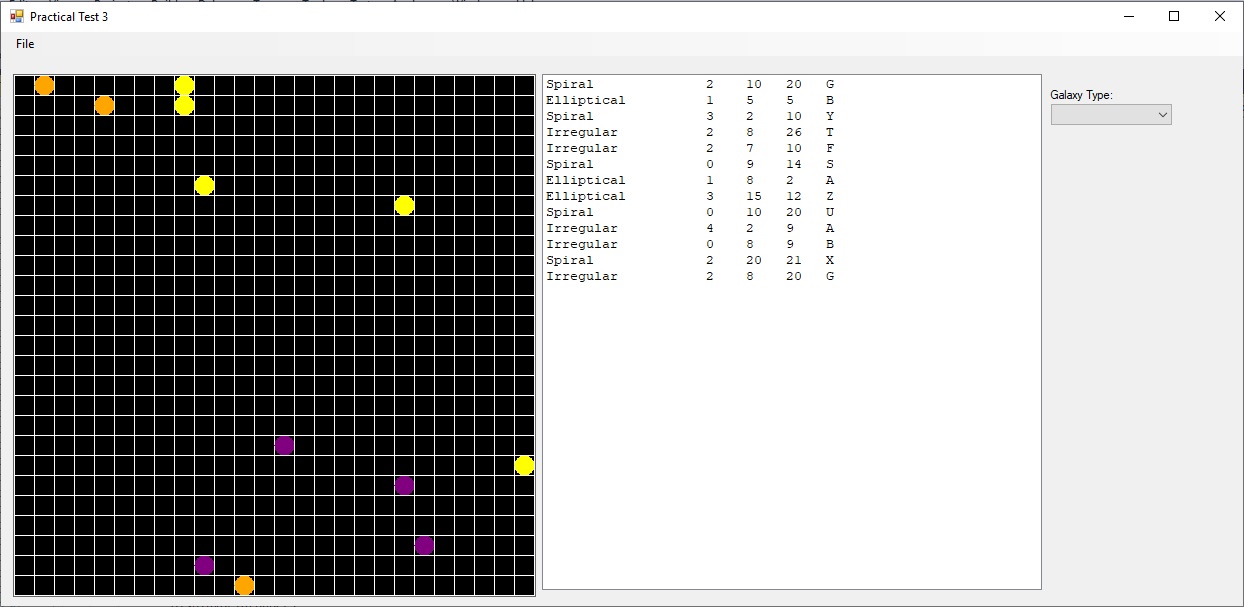 Practical Test 3
File
Spiral 2 10 20 G
Elliptical 1 5 5 B
Spiral 3 2 10 Y
Irregular 2 8 26 T
Irregular 2 7 10 F
Spiral 0 9 14 S
Elliptical 1 8 2 A
Elliptical 3 15 12 Z
Spiral 0 10 20 U
Irregular 4 2 9 A
Irregular 0 8 9 B
Spiral 2 20 21 X
Irregular 2 8 20 G
Galaxy Type: